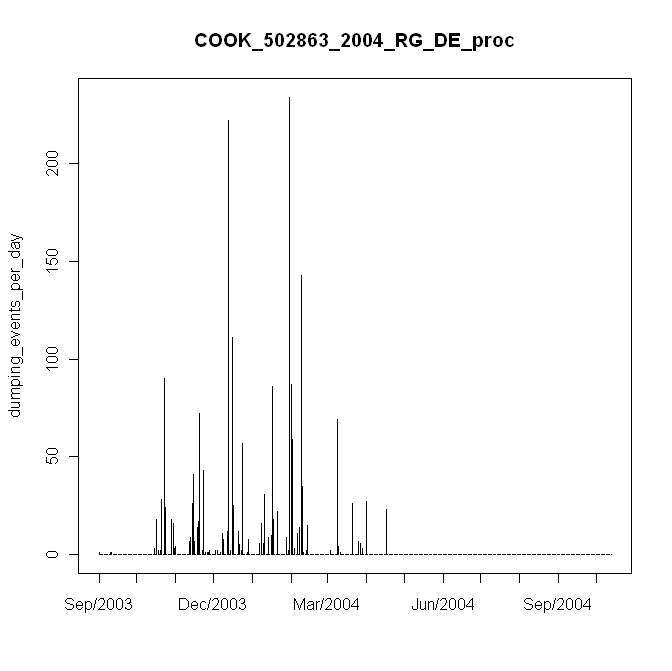 COOK_502863_2004_RG_DE_proc
dumping_events_per_day
200
150
100
50
0
Sep/2003 Dec/2003 Mar/2004 Jun/2004 Sep/2004